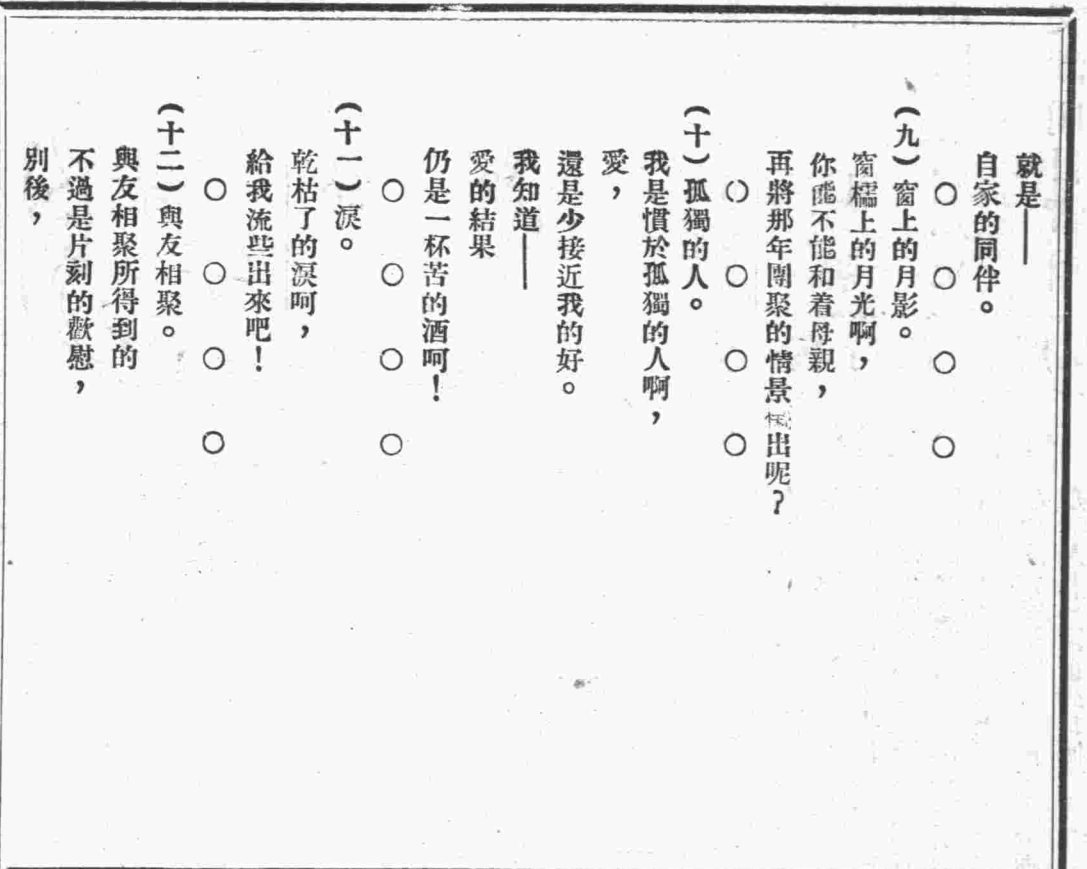 就是——
自家的同伴。
○　○　○　○
(九)窗上的月影。
窗櫺上的月光啊，
你能不能和着母親，
再將那年團聚的情景出呢？
○　○　○　○
(十)孤獨的人。
我是慣於孤獨的人啊，
愛，
還是少接近我的好。
我知道——
愛的結果
仍是一杯苦的酒呵！
○　○　○　○
(十一)淚。
乾枯了的淚呵，
給我流些出來吧！
○　○　○　○
(十二)與友相聚。
與友相聚所得到的
不過是片刻的歡慰，
別後，